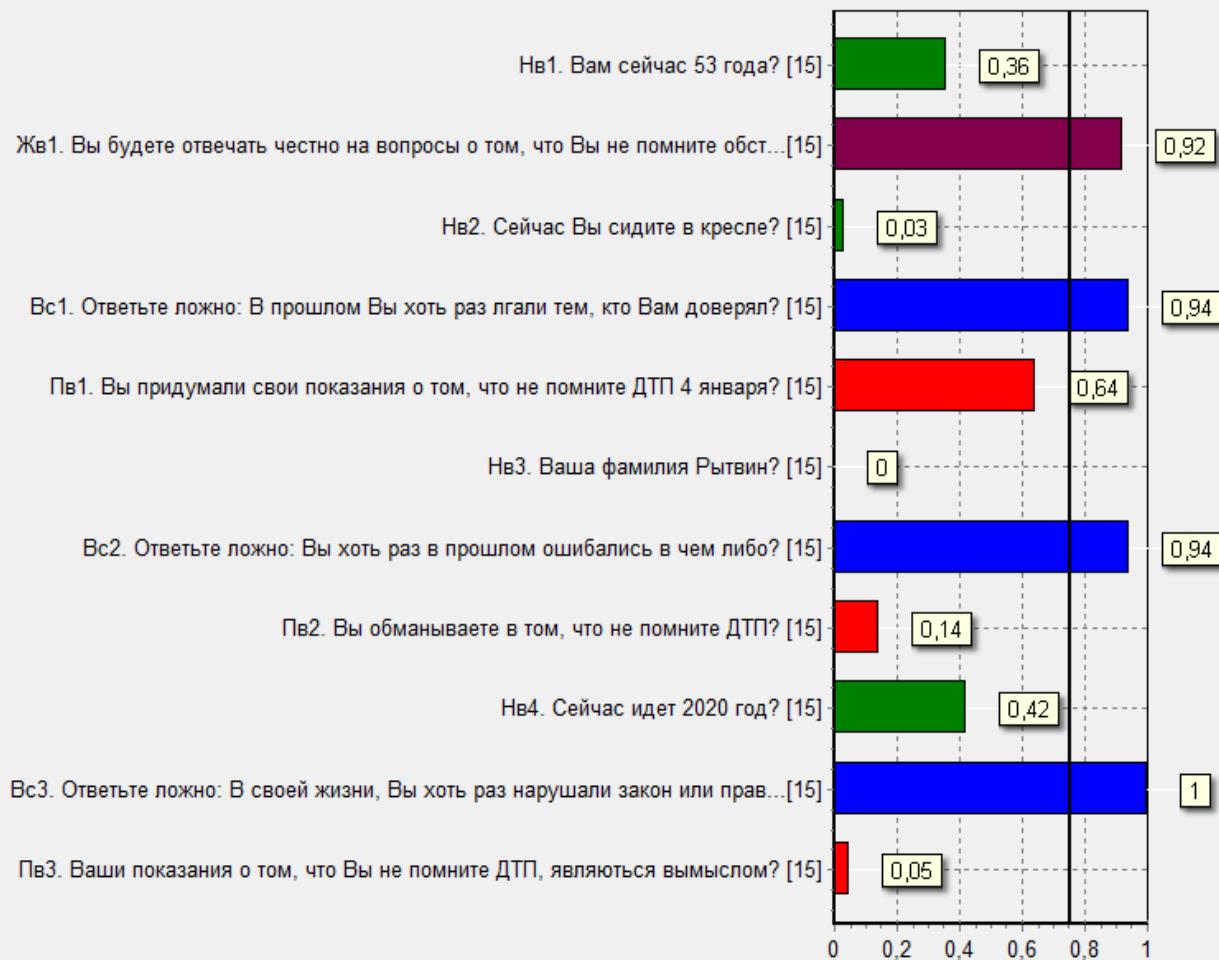 Нв1. Вам сейчас 53 года? [15]
0,36
Жв1. Вы будете отвечать честно на вопросы о том, что Вы не помните обст...[15]
0,92
Нв2. Сейчас Вы сидите в кресле? [15]
0,03
Вс1. Ответьте ложно: В прошлом Вы хоть раз лгали тем, кто Вам доверял? [15]
0,94
Пв1. Вы придумали свои показания о том, что не помните ДТП 4 января? [15]
0,64
Нв3. Ваша фамилия Рытвин? [15]
0
Вс2. Ответьте ложно: Вы хоть раз в прошлом ошибались в чем либо? [15]
0,94
Пв2. Вы обманываете в том, что не помните ДТП? [15]
0,14
Нв4. Сейчас идет 2020 год? [15]
0,42
Вс3. Ответьте ложно: В своей жизни, Вы хоть раз нарушали закон или прав...[15]
1
Пв3. Ваши показания о том, что Вы не помните ДТП, являються вымыслом? [15]
0,05
0 0,2 0,4 0,6 0,8 1